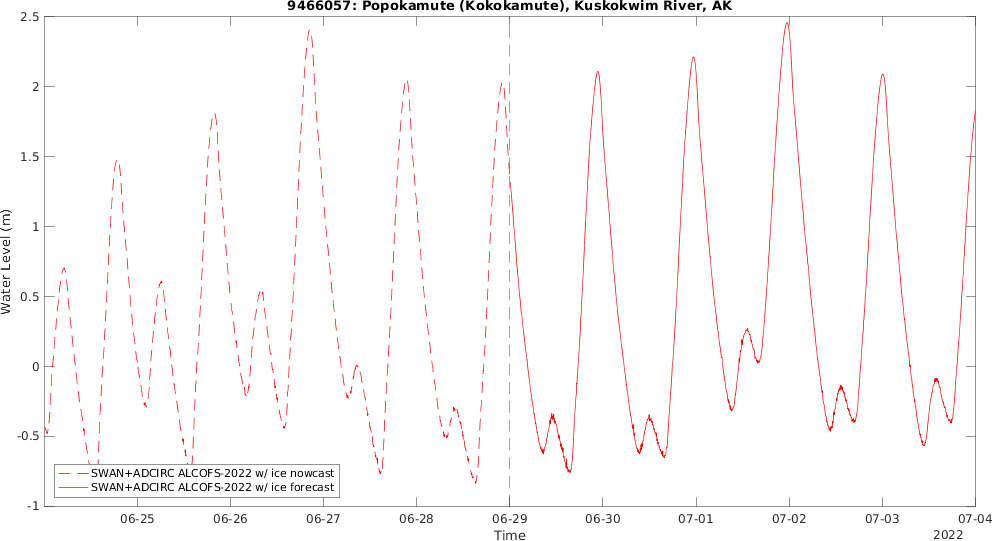 9466057: Popokamute (Kokokamute), Kuskokwim River, AK
2.5
2
1.5
1
0.5
0
-0.5
-1
Water Level (m)
SWAN+ADCIRC ALCOFS-2022 w/ ice nowcast
SWAN+ADCIRC ALCOFS-2022 w/ ice forecast
06-25 06-26 06-27 06-28 06-29 06-30 07-01 07-02 07-03 07-04
Time
2022